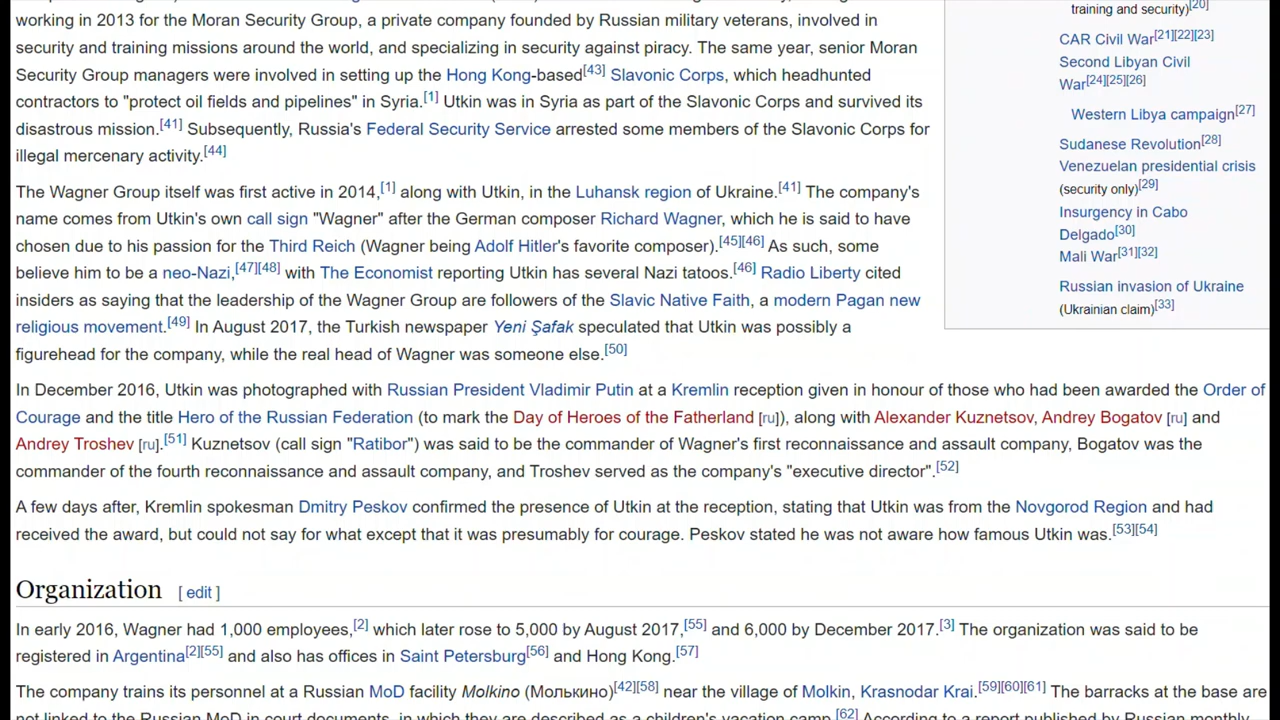 working in 2013 for the Moran Security Group, a private company founded by Russian military veterans, involved in
security and training missions around the world, and specializing in security against piracy. The same year, senior Moran
Security Group managers were involved in setting up the Hong Kong-based[43] Slavonic Corps, which headhunted
contractors to "protect oil fields and pipelines" in Syria.[1] Utkin was in Syria as part of the Slavonic Corps and survived its
disastrous mission.[41] Subsequently, Russia's Federal Security Service arrested some members of the Slavonic Corps for
illegal mercenary activity.[44]
The Wagner Group itself was first active in 2014,[1] along with Utkin, in the Luhansk region of Ukraine.[41] The company's
name comes from Utkin's own call sign "Wagner" after the German composer Richard Wagner, which he is said to have
chosen due to his passion for the Third Reich (Wagner being Adolf Hitler's favorite composer).[45][46] As such, some
believe him to be a neo-Nazi,[47][48] with The Economist reporting Utkin has several Nazi tatoos.[46] Radio Liberty cited
insiders as saying that the leadership of the Wagner Group are followers of the Slavic Native Faith, a modern Pagan new
religious movement.[49] In August 2017, the Turkish newspaper Yeni Şafak speculated that Utkin was possibly a
figurehead for the company, while the real head of Wagner was someone else.[50]
training and security)[20]
CAR Civil War[21][22][23]
Second Libyan Civil
War[24][25][26]
Western Libya campaign[27]
Sudanese Revolution[28]
Venezuelan presidential crisis
(security only)[29]
Insurgency in Cabo
Delgado[30]
Mali War[31][32]
Russian invasion of Ukraine
(Ukrainian claim)[33]
In December 2016, Utkin was photographed with Russian President Vladimir Putin at a Kremlin reception given in honour of those who had been awarded the Order of
Courage and the title Hero of the Russian Federation (to mark the Day of Heroes of the Fatherland [ru]), along with Alexander Kuznetsov, Andrey Bogatov [ru] and
Andrey Troshev [ru].[51] Kuznetsov (call sign "Ratibor") was said to be the commander of Wagner's first reconnaissance and assault company, Bogatov was the
commander of the fourth reconnaissance and assault company, and Troshev served as the company's "executive director".[52]
A few days after, Kremlin spokesman Dmitry Peskov confirmed the presence of Utkin at the reception, stating that Utkin was from the Novgorod Region and had
received the award, but could not say for what except that it was presumably for courage. Peskov stated he was not aware how famous Utkin was.[53][54]
Organization [ edit ]
In early 2016, Wagner had 1,000 employees,[2] which later rose to 5,000 by August 2017,[55] and 6,000 by December 2017.[3] The organization was said to be
registered in Argentina[2][55] and also has offices in Saint Petersburg[56] and Hong Kong.[57]
The company trains its personnel at a Russian MoD facility Molkino (Молькино)[42][58] near the village of Molkin, Krasnodar Krai.[59][60][61] The barracks at the base are
not linked to the Russian MoD in court documents, in which they are described as a children's vacation camp.[62] According to a report published by Russian monthly